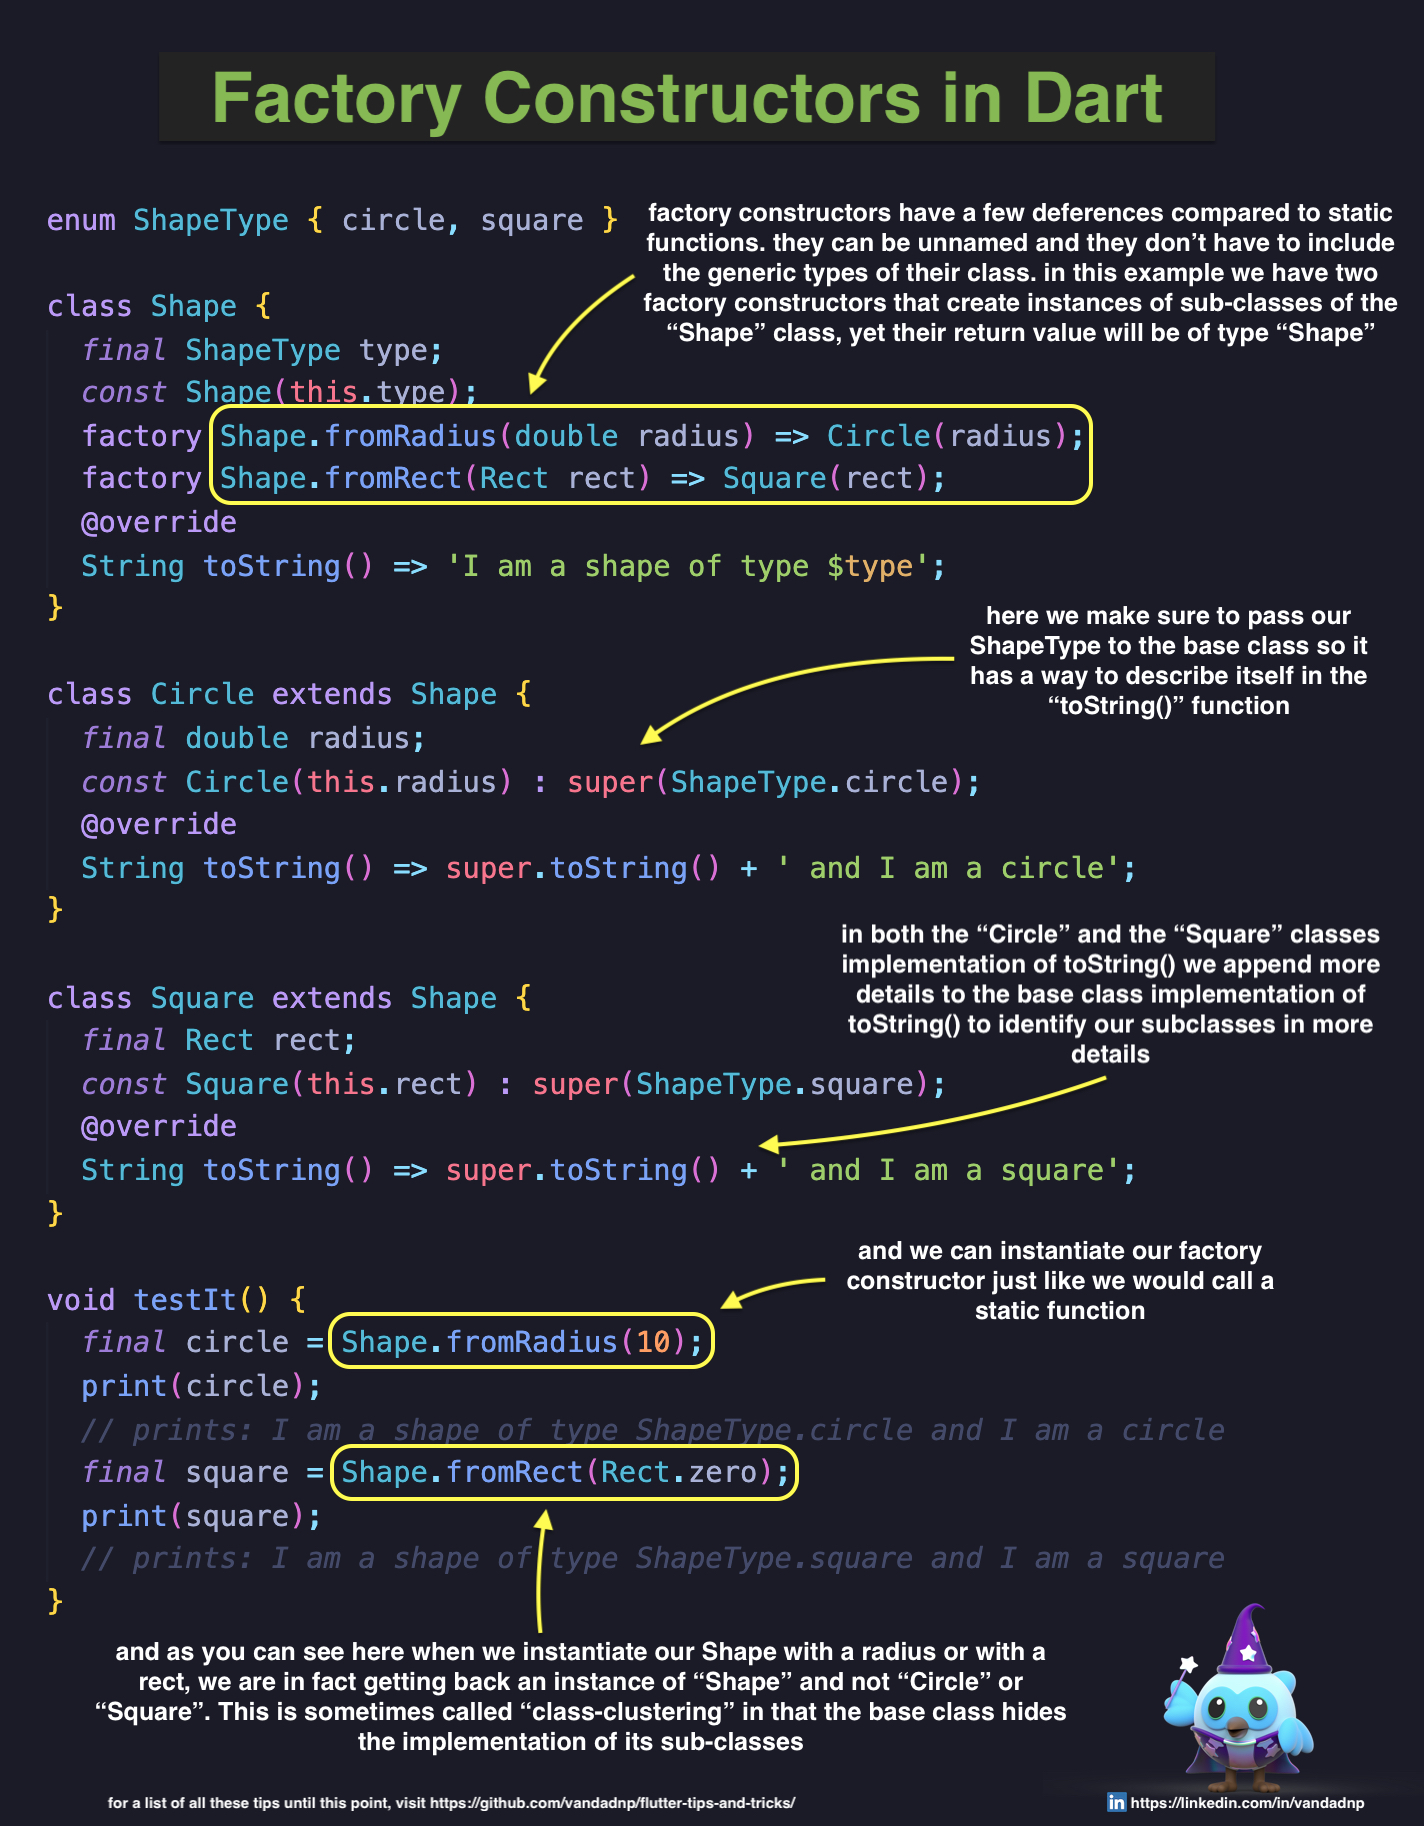 Factory Constructors in Dart
enum ShapeType { circle, square }
factory constructors have a few deferences compared to static
functions. they can be unnamed and they don’t have to include
the generic types of their class. in this example we have two
factory constructors that create instances of sub-classes of the
“Shape” class, yet their return value will be of type “Shape”
class Shape {
final ShapeType type;
const Shape(this.type);
factory Shape.fromRadius(double radius) => Circle(radius);
factory Shape.fromRect(Rect rect) => Square(rect);
@override
String toString() => 'I am a shape of type $type';
}
here we make sure to pass our
ShapeType to the base class so it
has a way to describe itself in the
“toString()” function
class Circle extends Shape {
final double radius;
const Circle(this.radius) : super(ShapeType.circle);
@override
String toString() => super.toString() + ' and I am a circle';
}
in both the “Circle” and the “Square” classes
implementation of toString() we append more
details to the base class implementation of
toString() to identify our subclasses in more
details
class Square extends Shape {
final Rect rect;
const Square(this.rect) : super(ShapeType.square);
@override
String toString() => super.toString() + ' and I am a square';
}
and we can instantiate our factory
constructor just like we would call a
static function
void testIt() {
final circle = Shape.fromRadius(10);
print(circle);
// prints: I am a shape of type ShapeType.circle and I am a circle
final square = Shape.fromRect(Rect.zero);
print(square);
// prints: I am a shape of type ShapeType.square and I am a square
}
and as you can see here when we instantiate our Shape with a radius or with a
rect, we are in fact getting back an instance of “Shape” and not “Circle” or
“Square”. This is sometimes called “class-clustering” in that the base class hides
the implementation of its sub-classes
for a list of all these tips until this point, visit https://github.com/vandadnp/flutter-tips-and-tricks/
in https://linkedin.com/in/vandadnp